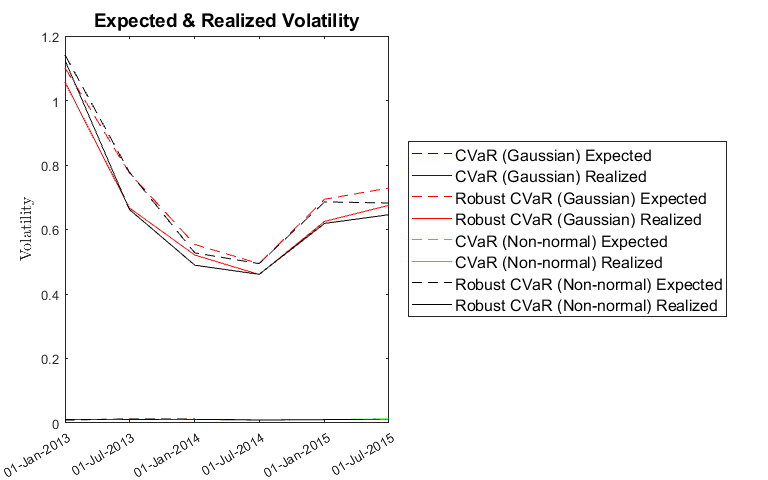 Expected & Realized Volatility
1.2
1
0.8
0.6
0.4
0.2
0
Volatility
01-Jan-2013
01-Jul-2013
01-Jan-2014
01-Jul-2014
01-Jan-2015
01-Jul-2015
CVaR (Gaussian) Expected
CVaR (Gaussian) Realized
Robust CVaR (Gaussian) Expected
Robust CVaR (Gaussian) Realized
CVaR (Non-normal) Expected
CVaR (Non-normal) Realized
Robust CVaR (Non-normal) Expected
Robust CVaR (Non-normal) Realized